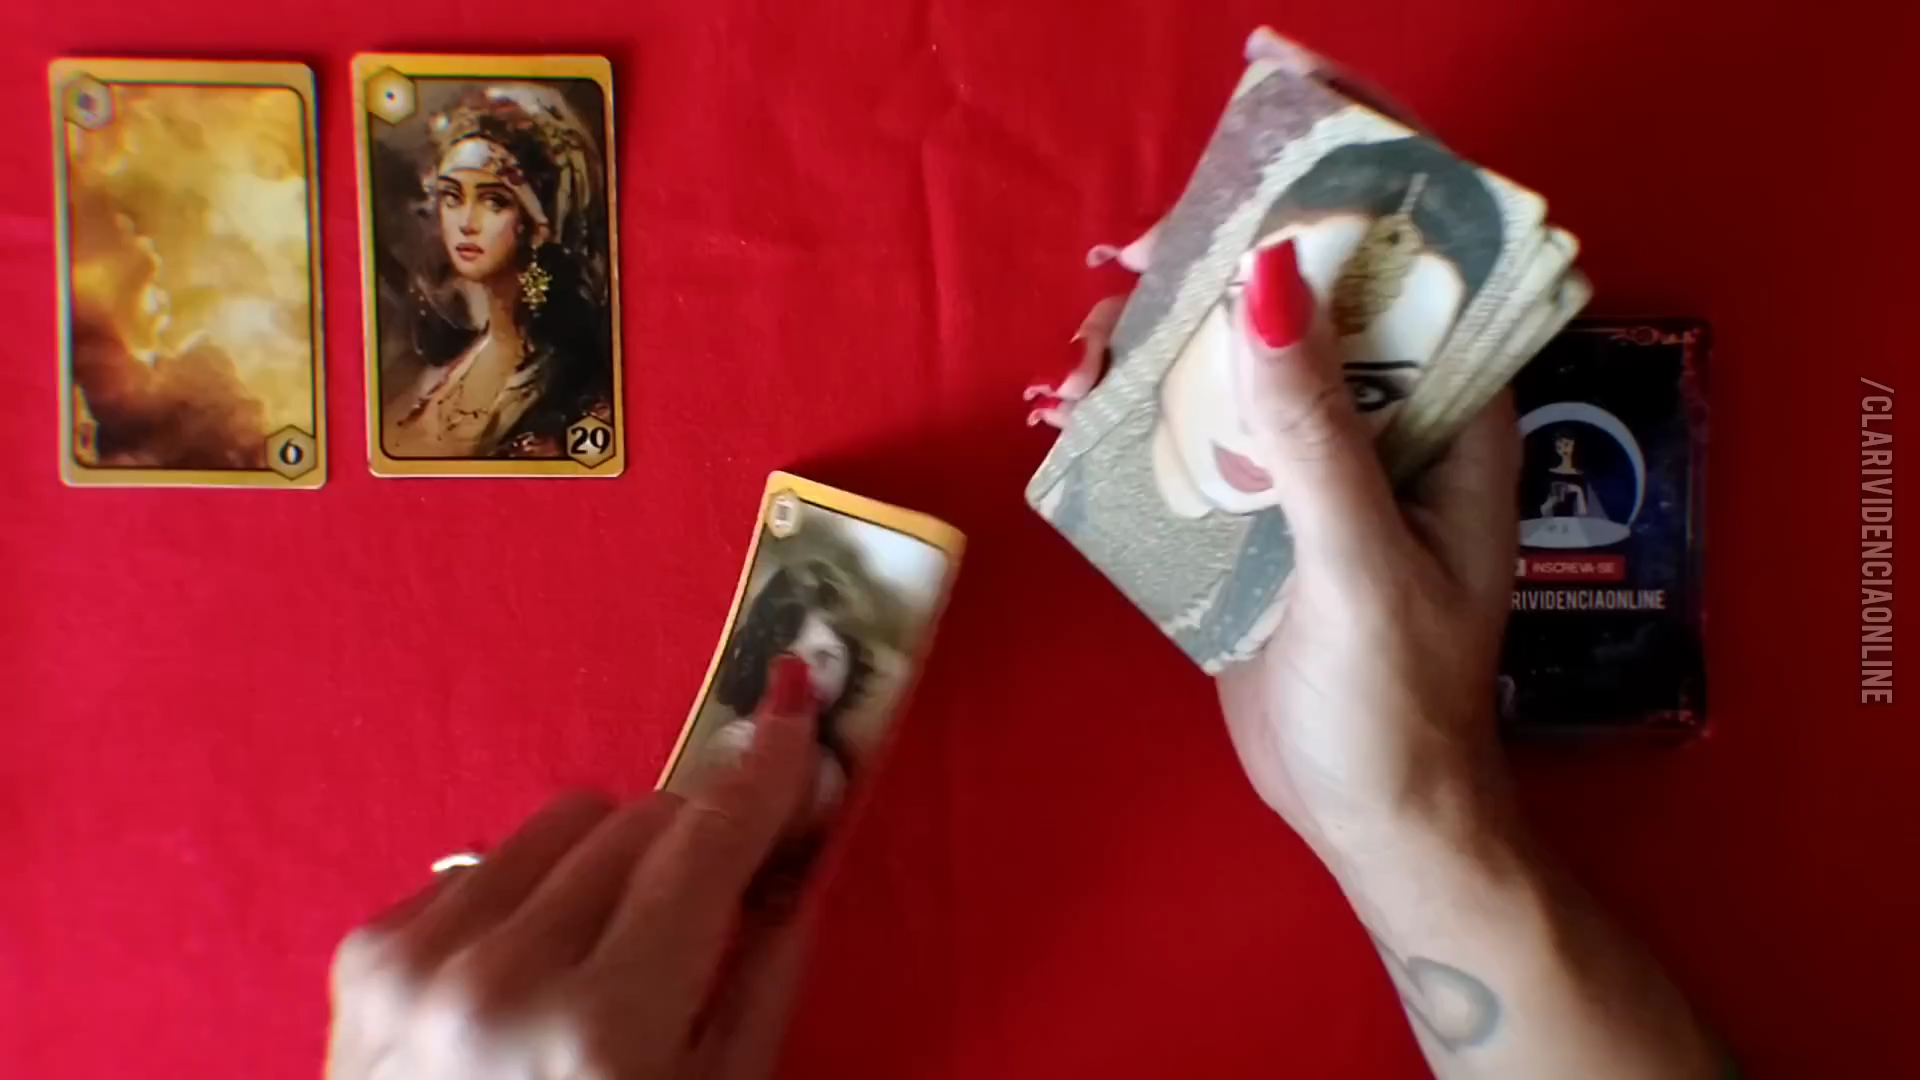 6
29
INSCREVA-SE
RIVIDENCIAONLINE
/CLARIVIDENCIAONLINE